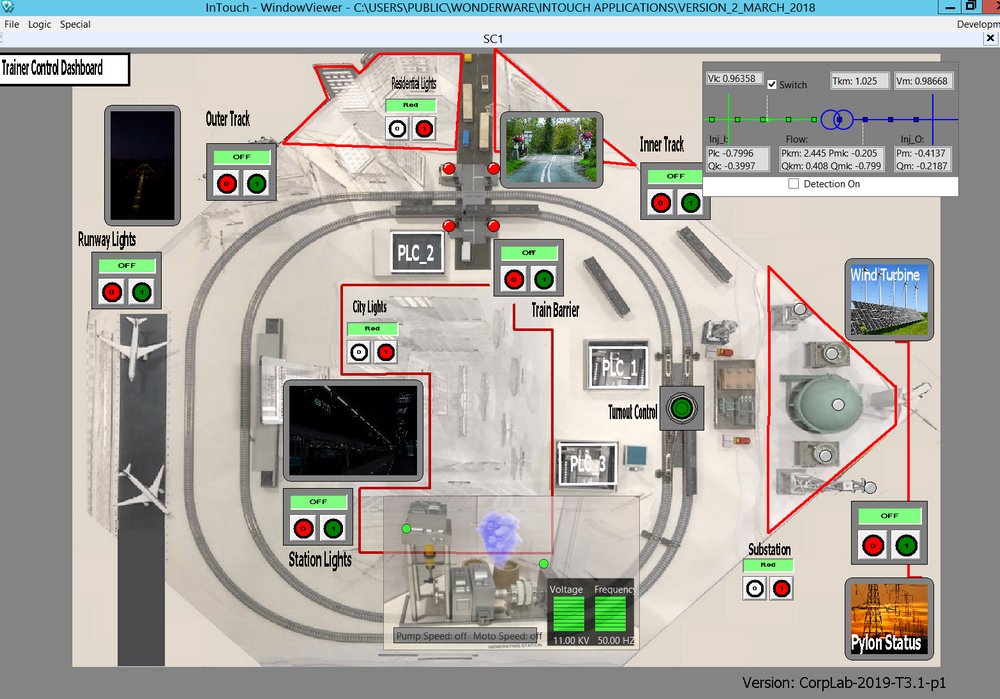 InTouch - WindowViewer - C:\USERS\PUBLIC\WONDERWARE\INTOUCH APPLICATIONS\VERSION_2_MARCH_2018
File Logic Special
Developm
SC1
Trainer Control Dashboard
Residential Lights
Red
0 1
Vk: 0.96358
Switch
Tkm: 1.025
Vm: 0.98668
Inj_I:
Flow:
Inj_O:
Pk: -0.7996
Qk: -0.3997
Pkm: 2.445 Pmk: -0.205
Qkm: 0.408 Qmk: -0.799
Pm: -0.4137
Qm: -0.2187
Detection On
Outer Track
OFF
0 1
Inner Track
OFF
0 1
Runway Lights
OFF
0 1
PLC_2
Off
0 1
Train Barrier
City Lights
Red
0 1
Wind Turbine
PLC_1
Turnout Control
PLC_3
OFF
0 1
Station Lights
OFF
0 1
Substation
Red
0 1
Voltage Frequency
11.00 KV 50.00 HZ
Pump Speed: off Moto Speed: off
GENERATING STATION
Pylon Status
Version: CorpLab-2019-T3.1-p1